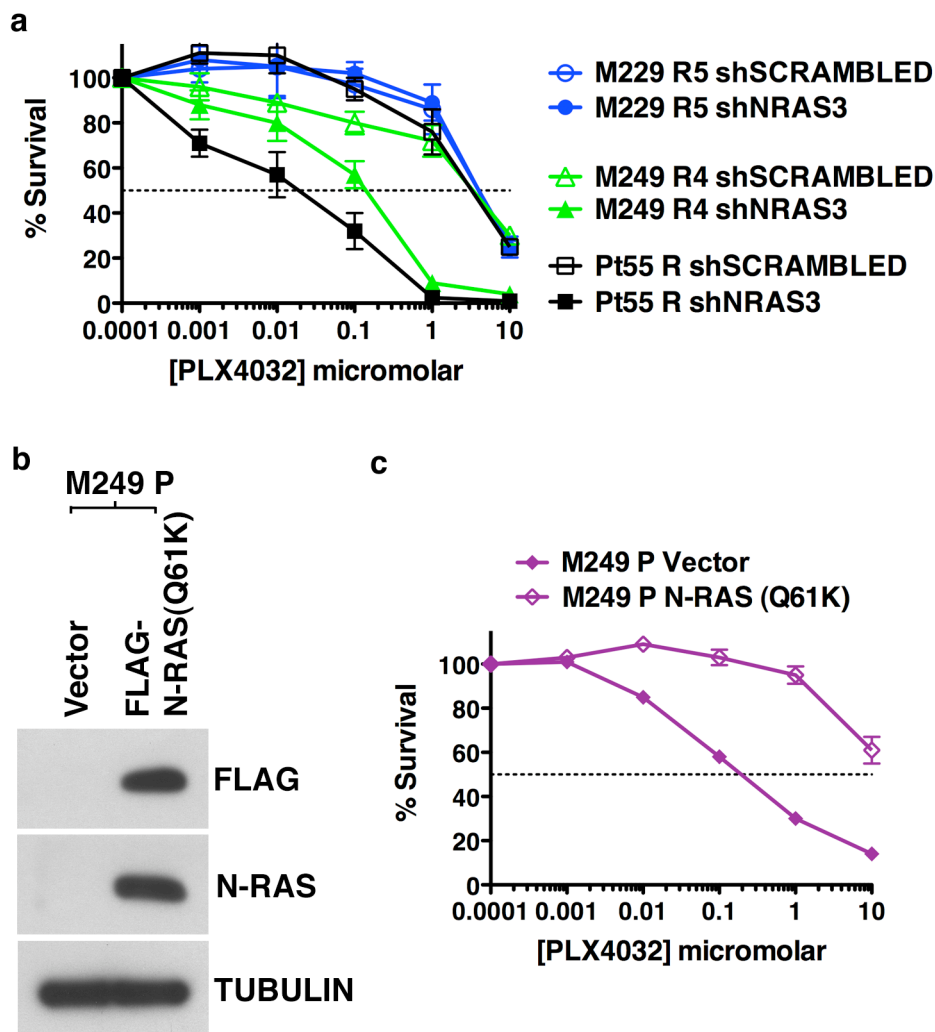 a
% Survival
100
80
60
40
20
0
0.0001 0.001 0.01 0.1 1 10
[PLX4032] micromolar
M229 R5 shSCRAMBLED
M229 R5 shNRAS3
M249 R4 shSCRAMBLED
M249 R4 shNRAS3
Pt55 R shSCRAMBLED
Pt55 R shNRAS3
b
M249 P
Vector
FLAG-
N-RAS(Q61K)
FLAG
N-RAS
TUBULIN
c
M249 P Vector
M249 P N-RAS (Q61K)
% Survival
100
80
60
40
20
0
0.0001 0.001 0.01 0.1 1 10
[PLX4032] micromolar